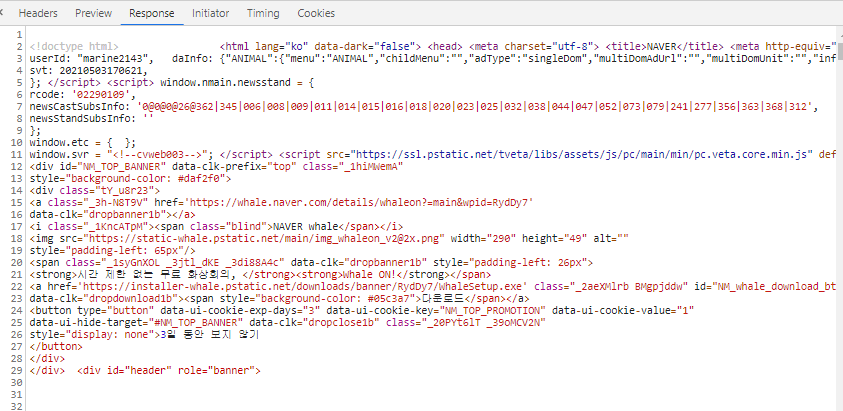 Headers Preview Response Initiator Timing Cookies
1
2 <!doctype html> <html lang="ko" data-dark="false"> <head> <meta charset="utf-8"> <title>NAVER</title> <meta http-equiv="
3 userId: "marine2143", daInfo: {"ANIMAL":{"menu":"ANIMAL","childMenu":"","adType":"singleDom","multiDomAdUrl":"","multiDomUnit":"","inf
4 svt: 20210503170621,
5 }; </script> <script> window.nmain.newsstand = {
6 rcode: '02290109',
7 newsCastSubsInfo: '0@0@0@26@362|345|006|008|009|011|014|015|016|018|020|023|025|032|038|044|047|052|073|079|241|277|356|363|368|312',
8 newsStandSubsInfo: ''
9 };
10 window.etc = { };
11 window.svr = "<!--cvweb003-->"; </script> <script src="https://ssl.pstatic.net/tveta/libs/assets/js/pc/main/min/pc.veta.core.min.js" def
12 <div id="NM_TOP_BANNER" data-clk-prefix="top" class="_1hiMWemA"
13 style="background-color: #daf2f0">
14 <div class="tY_u8r23">
15 <a class="_3h-N8T9V" href='https://whale.naver.com/details/whaleon?=main&wpid=RydDy7'
16 data-clk="dropbanner1b"></a>
17 <i class="_1KncATpM"><span class="blind">NAVER whale</span></i>
18 <img src="https://static-whale.pstatic.net/main/img_whaleon_v2@2x.png" width="290" height="49" alt=""
19 style="padding-left: 65px"/>
20 <span class="_1syGnXOL _3jtl_dKE _3di88A4c" data-clk="dropbanner1b" style="padding-left: 26px">
21 <strong>시간 제한 없는 무료 화상회의, </strong><strong>Whale ON!</strong></span>
22 <a href='https://installer-whale.pstatic.net/downloads/banner/RydDy7/WhaleSetup.exe' class="_2aeXMlrb BMgpjddw" id="NM_whale_download_bt
23 data-clk="dropdownload1b"><span style="background-color: #05c3a7">다운로드</span></a>
24 <button type="button" data-ui-cookie-exp-days="3" data-ui-cookie-key="NM_TOP_PROMOTION" data-ui-cookie-value="1"
25 data-ui-hide-target="#NM_TOP_BANNER" data-clk="dropclose1b" class="_20PYt6lT _39oMCV2N"
26 style="display: none">3일 동안 보지 않기
27 </button>
28 </div>
29 </div> <div id="header" role="banner">
30
31
32